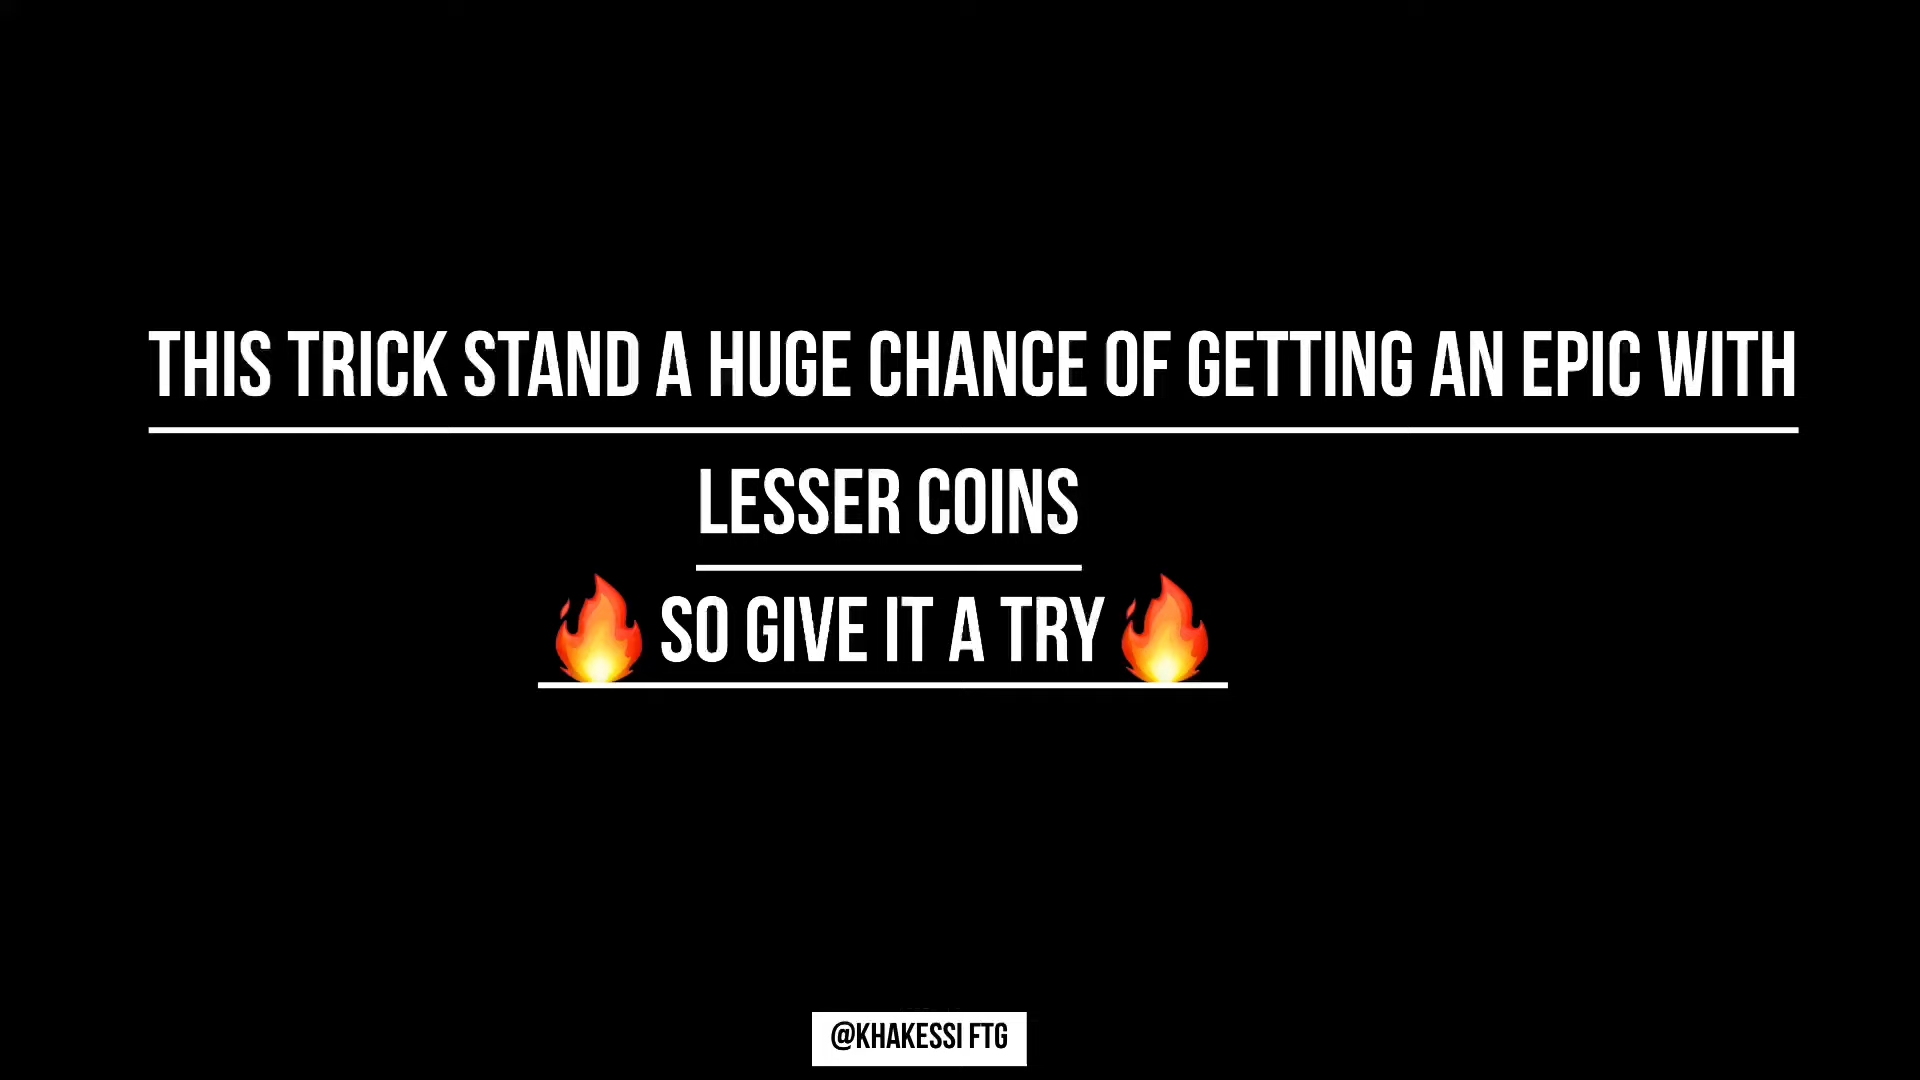 THIS TRICK STAND A HUGE CHANCE OF GETTING AN EPIC WITH
LESSER COINS
🔥 SO GIVE IT A TRY 🔥
@KHAKESSI FTG